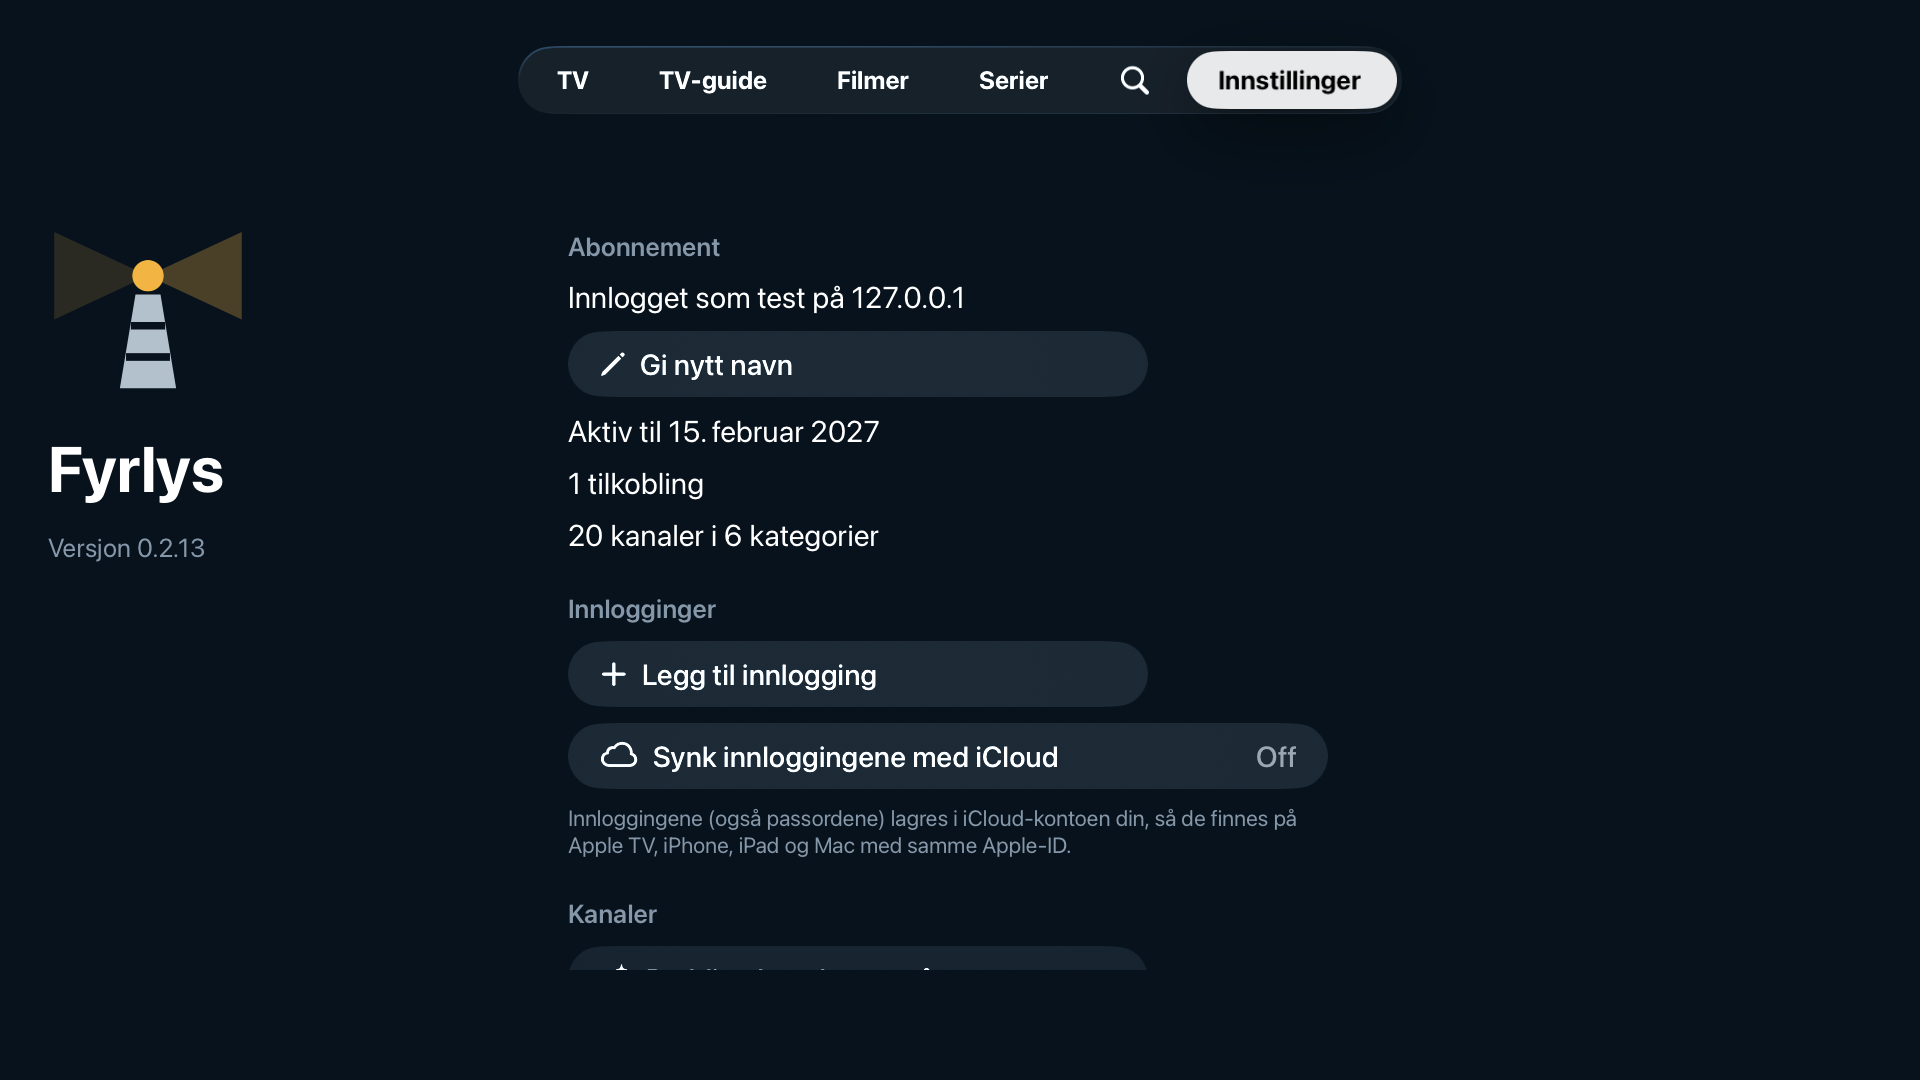 TV
TV-guide
Filmer
Serier
Innstillinger
Fyrlys
Versjon 0.2.13
Abonnement
Innlogget som test på 127.0.0.1
Gi nytt navn
Aktiv til 15. februar 2027
1 tilkobling
20 kanaler i 6 kategorier
Innlogginger
Legg til innlogging
Synk innloggingene med iCloud
Off
Innloggingene (også passordene) lagres i iCloud-kontoen din, så de finnes på
Apple TV, iPhone, iPad og Mac med samme Apple-ID.
Kanaler